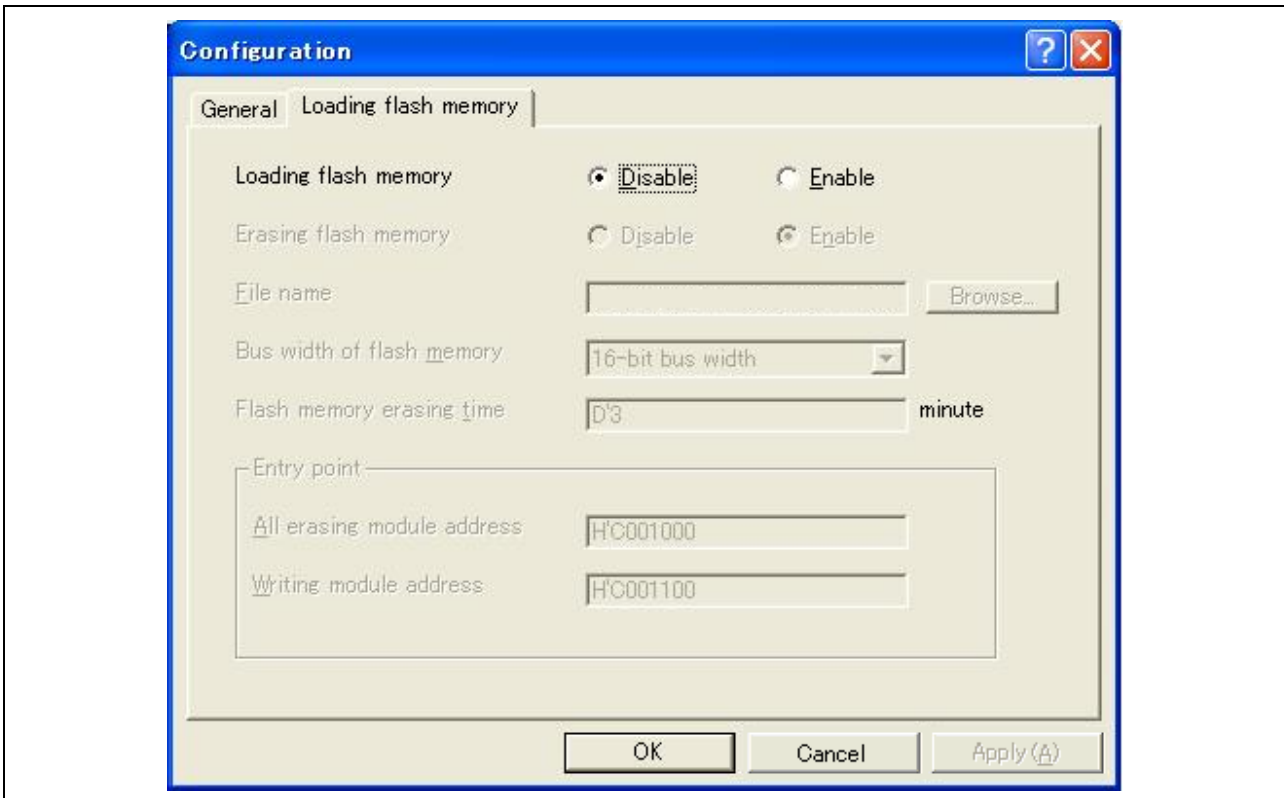 Configuration
General Loading flash memory
Loading flash memory Disable Enable
Erasing flash memory Disable Enable
File name Browse...
Bus width of flash memory 16-bit bus width
Flash memory erasing time D'3 minute
Entry point
All erasing module address H'C001000
Writing module address H'C001100
OK Cancel Apply(A)